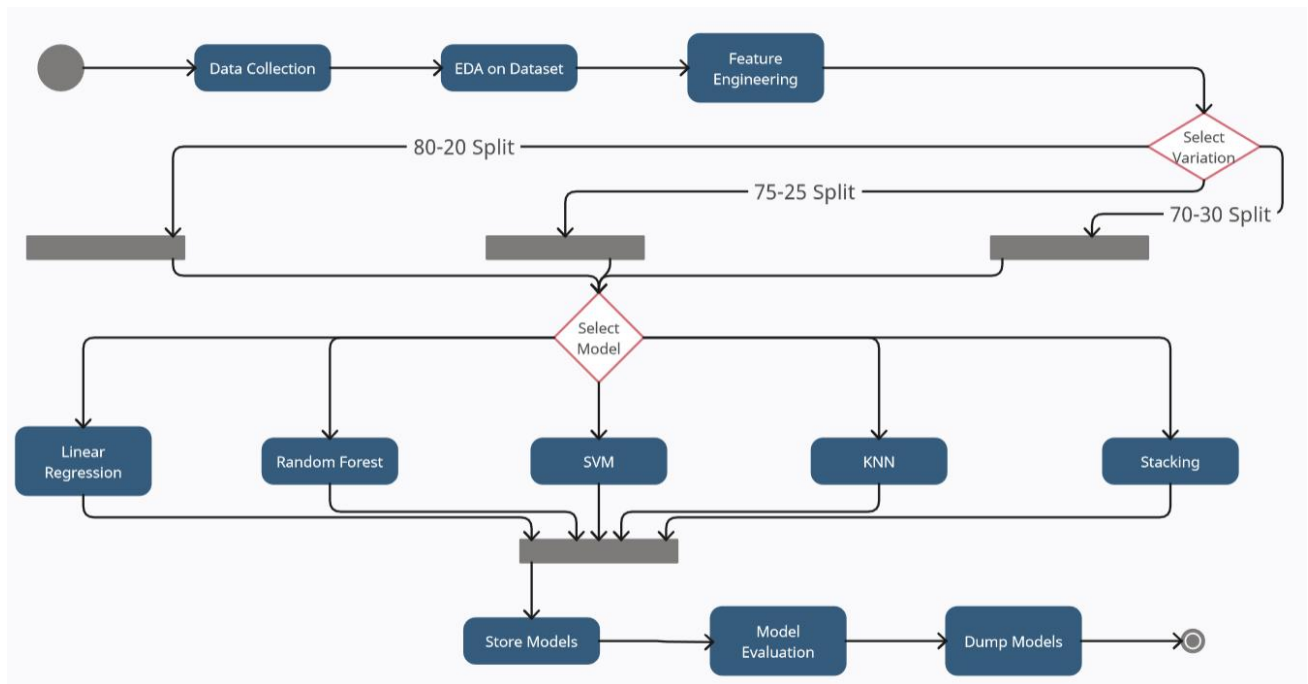 Data Collection
EDA on Dataset
Feature
Engineering
Select
Variation
80-20 Split
75-25 Split
70-30 Split
Select
Model
Linear
Regression
Random Forest
SVM
KNN
Stacking
Store Models
Model
Evaluation
Dump Models